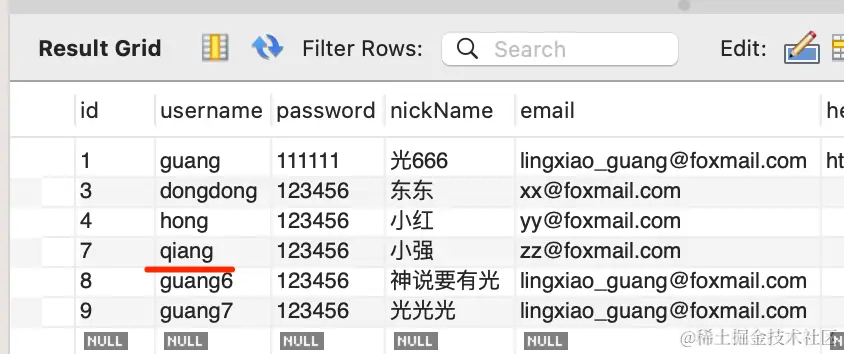 Result Grid Filter Rows: Search Edit:
id username password nickName email he
1 guang 111111 光666 lingxiao_guang@foxmail.com ht
3 dongdong 123456 东东 xx@foxmail.com
4 hong 123456 小红 yy@foxmail.com
7 qiang 123456 小强 zz@foxmail.com
8 guang6 123456 神说要有光 lingxiao_guang@foxmail.com
9 guang7 123456 光光光 lingxiao_guang@foxmail.com
NULL NULL NULL NULL NULL
@稀土掘金技术社区